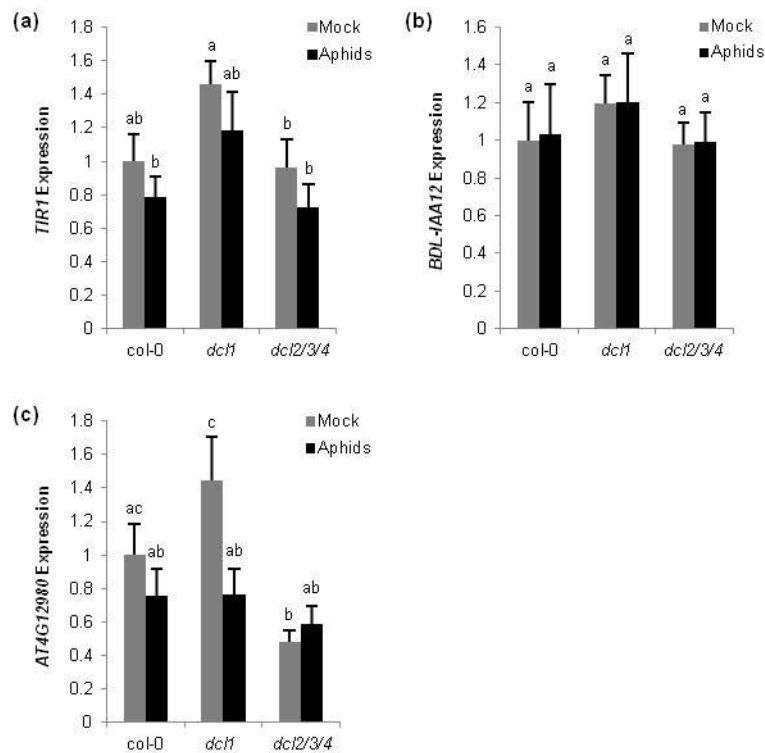 (a)
TIR1 Expression
1.8
1.6
1.4
1.2
1
0.8
0.6
0.4
0.2
0
Mock
Aphids
ab
b
a
ab
b
b
col-0
dcl1
dcl2/3/4
(b)
BDL-IAA12 Expression
1.6
1.4
1.2
1
0.8
0.6
0.4
0.2
0
Mock
Aphids
a
a
a
a
a
a
col-0
dcl1
dcl2/3/4
(c)
AT4G12980 Expression
1.8
1.6
1.4
1.2
1
0.8
0.6
0.4
0.2
0
Mock
Aphids
ac
ab
c
ab
b
ab
col-0
dcl1
dcl2/3/4